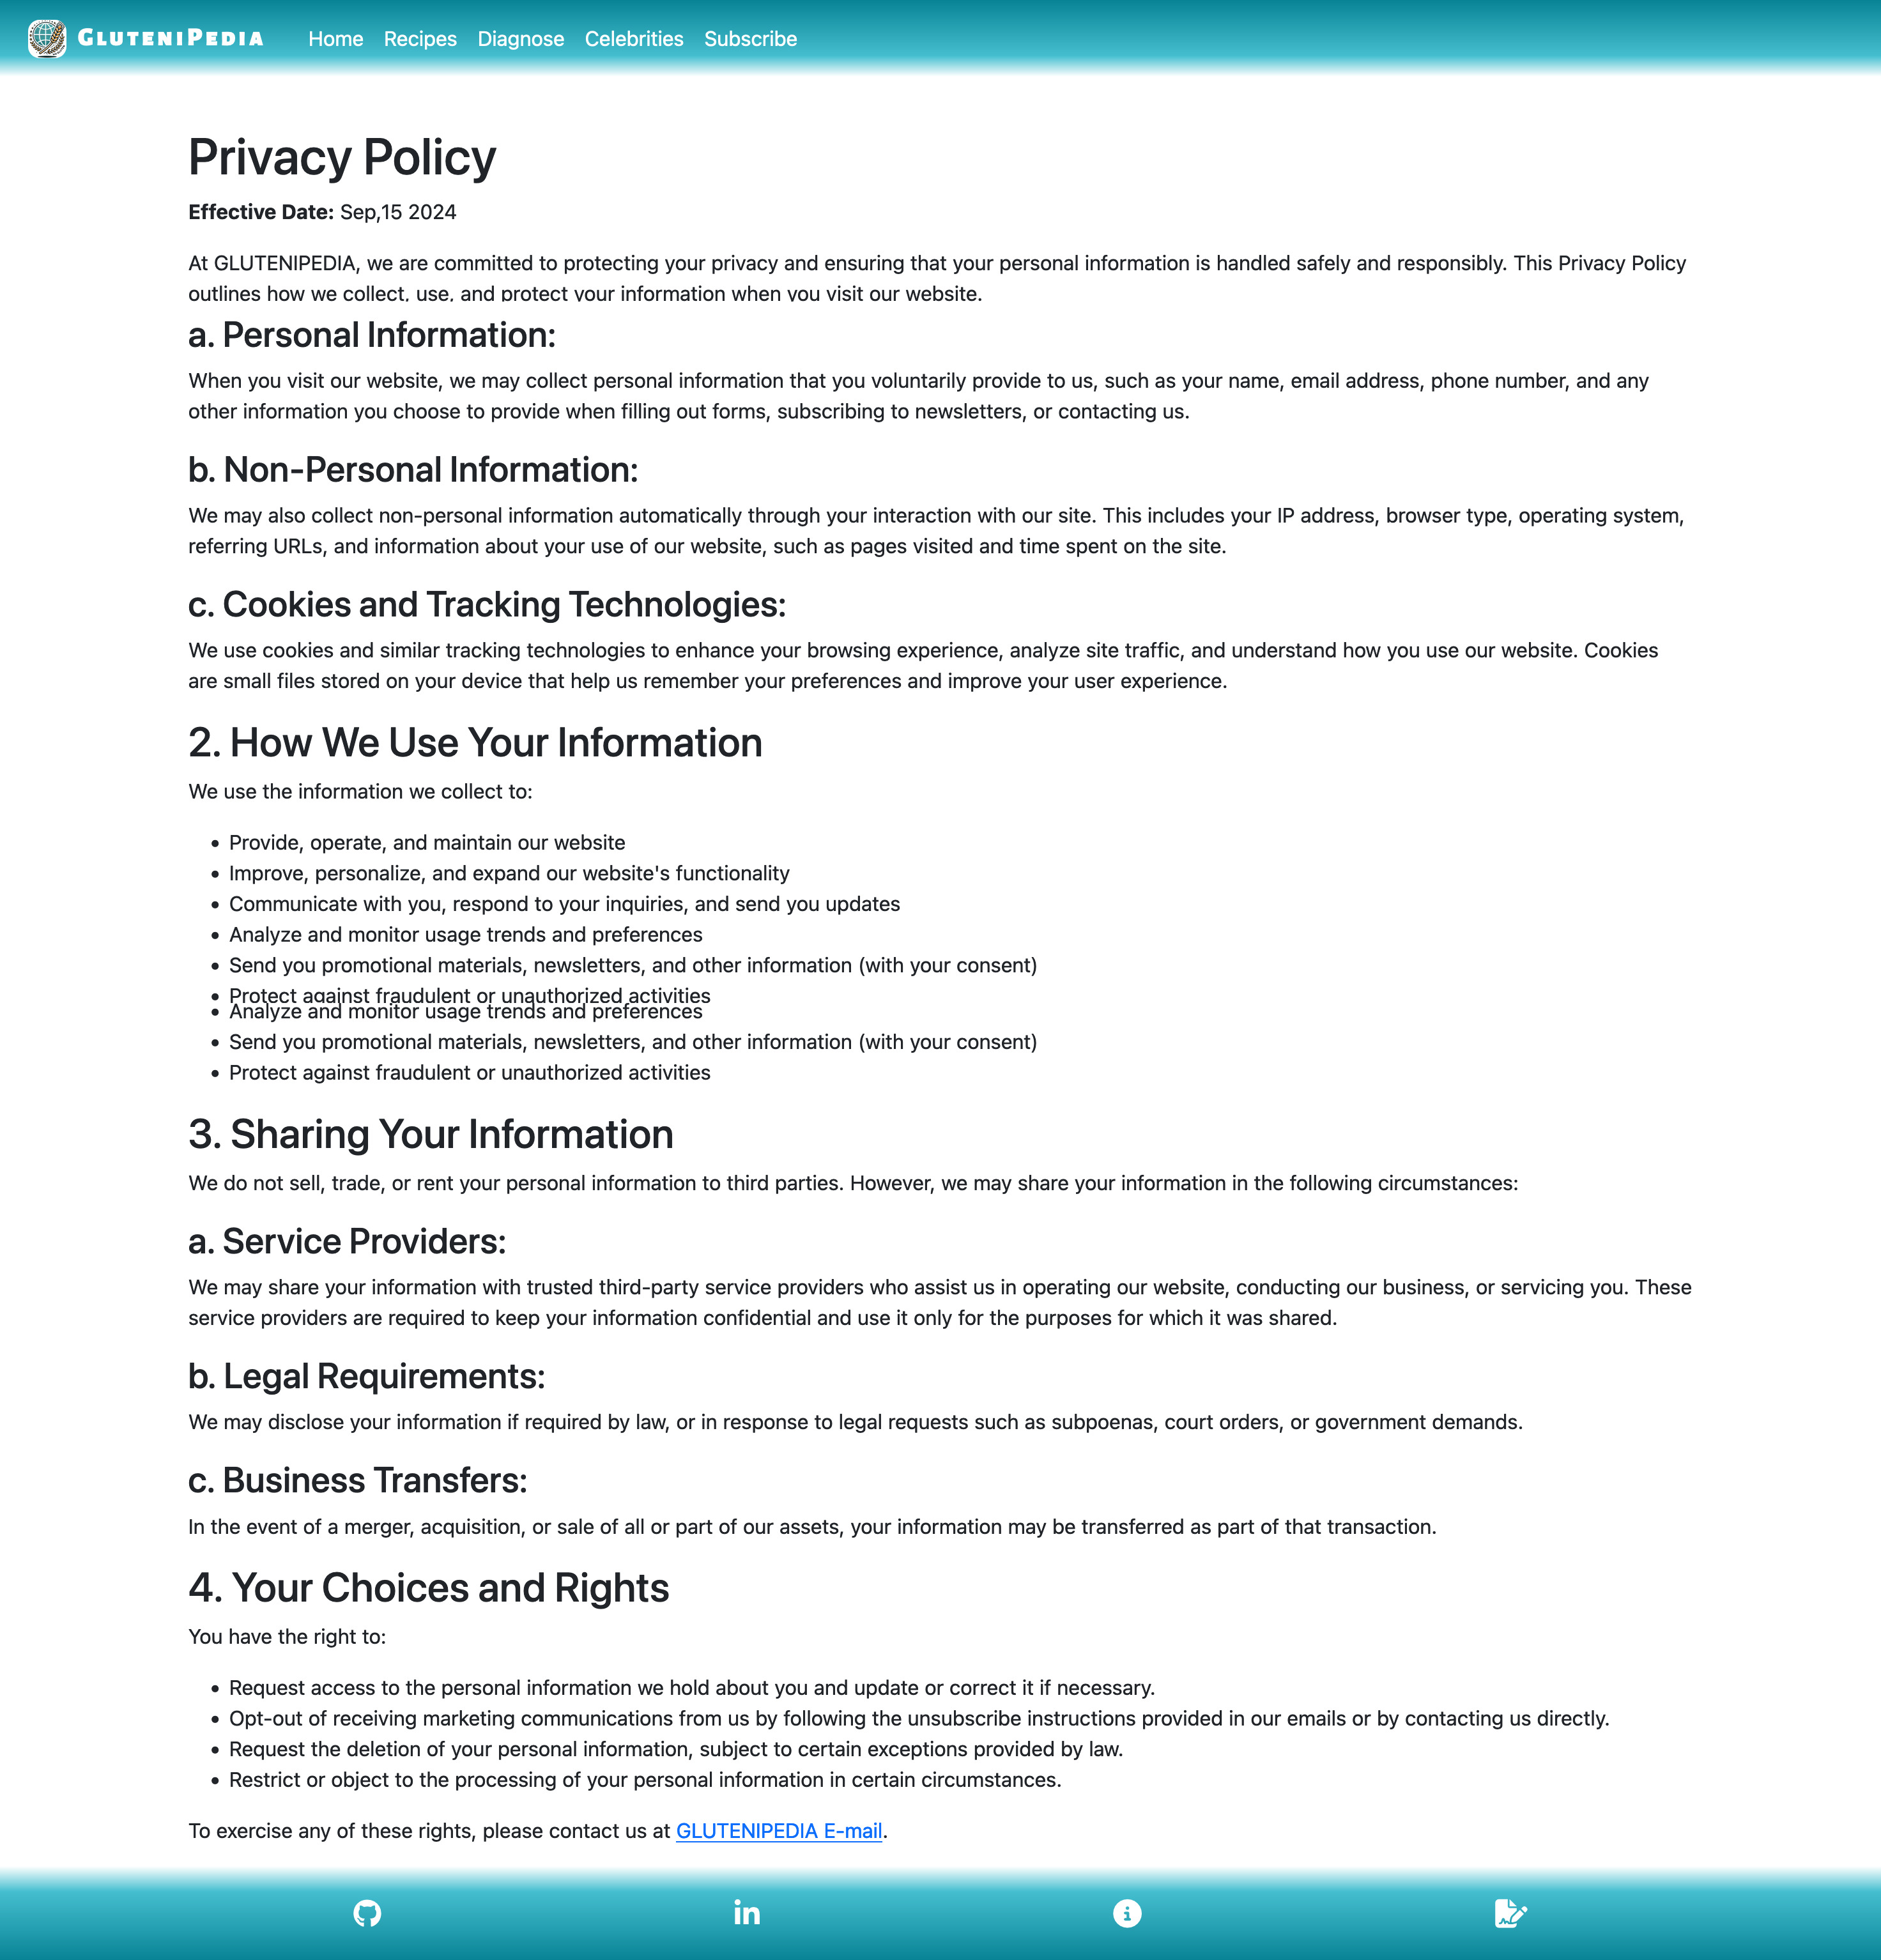 GLUTENIPEDIA
Home Recipes Diagnose Celebrities Subscribe
Privacy Policy
Effective Date: Sep,15 2024
At GLUTENIPEDIA, we are committed to protecting your privacy and ensuring that your personal information is handled safely and responsibly. This Privacy Policy
outlines how we collect, use, and protect your information when you visit our website.
a. Personal Information:
When you visit our website, we may collect personal information that you voluntarily provide to us, such as your name, email address, phone number, and any
other information you choose to provide when filling out forms, subscribing to newsletters, or contacting us.
b. Non-Personal Information:
We may also collect non-personal information automatically through your interaction with our site. This includes your IP address, browser type, operating system,
referring URLs, and information about your use of our website, such as pages visited and time spent on the site.
c. Cookies and Tracking Technologies:
We use cookies and similar tracking technologies to enhance your browsing experience, analyze site traffic, and understand how you use our website. Cookies
are small files stored on your device that help us remember your preferences and improve your user experience.
2. How We Use Your Information
We use the information we collect to:
• Provide, operate, and maintain our website
• Improve, personalize, and expand our website's functionality
• Communicate with you, respond to your inquiries, and send you updates
• Analyze and monitor usage trends and preferences
• Send you promotional materials, newsletters, and other information (with your consent)
• Protect against fraudulent or unauthorized activities
• Analyze and monitor usage trends and preferences
• Send you promotional materials, newsletters, and other information (with your consent)
• Protect against fraudulent or unauthorized activities
3. Sharing Your Information
We do not sell, trade, or rent your personal information to third parties. However, we may share your information in the following circumstances:
a. Service Providers:
We may share your information with trusted third-party service providers who assist us in operating our website, conducting our business, or servicing you. These
service providers are required to keep your information confidential and use it only for the purposes for which it was shared.
b. Legal Requirements:
We may disclose your information if required by law, or in response to legal requests such as subpoenas, court orders, or government demands.
c. Business Transfers:
In the event of a merger, acquisition, or sale of all or part of our assets, your information may be transferred as part of that transaction.
4. Your Choices and Rights
You have the right to:
• Request access to the personal information we hold about you and update or correct it if necessary.
• Opt-out of receiving marketing communications from us by following the unsubscribe instructions provided in our emails or by contacting us directly.
• Request the deletion of your personal information, subject to certain exceptions provided by law.
• Restrict or object to the processing of your personal information in certain circumstances.
To exercise any of these rights, please contact us at GLUTENIPEDIA E-mail.